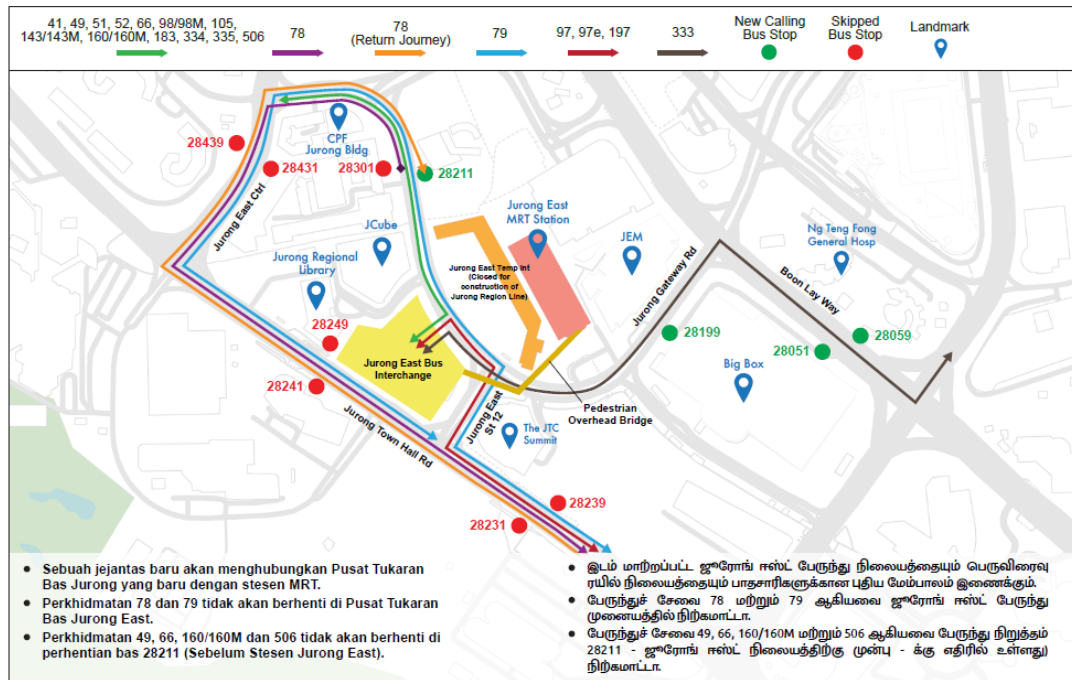 41, 49, 51, 52, 66, 98/98M, 105,
143/143M, 160/160M, 183, 334, 335, 506
78
78
(Return Journey)
79
97, 97e, 197
333
New Calling
Bus Stop
Skipped
Bus Stop
Landmark
28439
CPF
Jurong Bldg
28431
28301
28211
Jurong East Ctrl
JCube
Jurong Regional
Library
Jurong East
MRT Station
JEM
Ng Teng Fong
General Hosp
Jurong East Temp Int
(Closed for
construction of
Jurong Region Line)
Jurong Gateway Rd
Boon Lay Way
28249
28199
28059
28051
Jurong East Bus
Interchange
Big Box
28241
Jurong East
St 12
Pedestrian
Overhead Bridge
Jurong Town Hall Rd
The JTC
Summit
28239
28231
• Sebuah jejantas baru akan menghubungkan Pusat Tukaran
Bas Jurong yang baru dengan stesen MRT.
• Perkhidmatan 78 dan 79 tidak akan berhenti di Pusat Tukaran
Bas Jurong East.
• Perkhidmatan 49, 66, 160/160M dan 506 tidak akan berhenti di
perhentian bas 28211 (Sebelum Stesen Jurong East).
• இடம் மாற்றப்பட்ட ஜூரோங் ஈஸ்ட் பேருந்து நிலையத்தையும் பெருவிரைவு
ரயில் நிலையத்தையும் பாதசாரிகளுக்கான புதிய மேம்பாலம் இணைக்கும்.
• பேருந்துச் சேவை 78 மற்றும் 79 ஆகியவை ஜூரோங் ஈஸ்ட் பேருந்து
முனையத்தில் நிற்கமாட்டா.
• பேருந்துச் சேவை 49, 66, 160/160M மற்றும் 506 ஆகியவை பேருந்து நிறுத்தம்
28211 - ஜூரோங் ஈஸ்ட் நிலையத்திற்கு முன்பு - க்கு எதிரில் உள்ளது)
நிற்கமாட்டா.